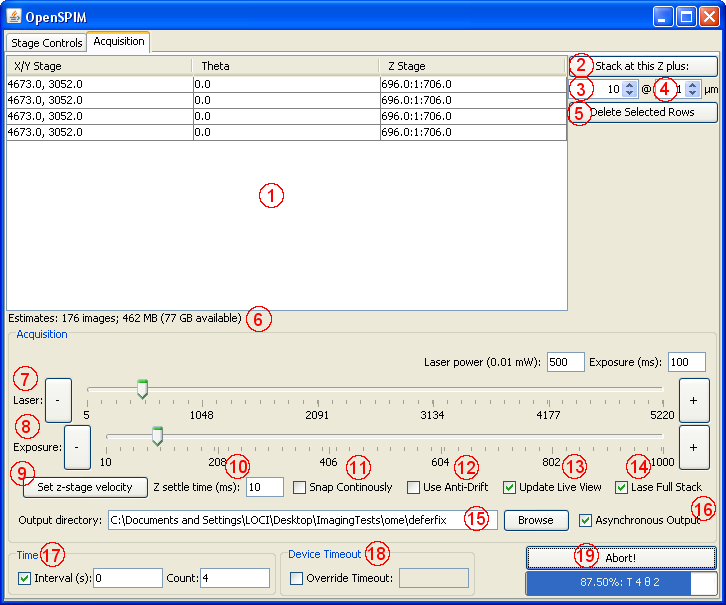 OpenSPIM
Stage Controls Acquisition
X/Y Stage Theta Z Stage
4673.0, 3052.0 0.0 696.0:1:706.0
4673.0, 3052.0 0.0 696.0:1:706.0
4673.0, 3052.0 0.0 696.0:1:706.0
4673.0, 3052.0 0.0 696.0:1:706.0
2 Stack at this Z plus:
3 10 @ 4 1 µm
5 Delete Selected Rows
1
Estimates: 176 images; 462 MB (77 GB available) 6
Acquisition
Laser power (0.01 mW): 500 Exposure (ms): 100
7
Laser: - +
5 1048 2091 3134 4177 5220
8
Exposure: - +
10 208 406 604 802 1000
9 10 11 12 13 14
Set z-stage velocity Z settle time (ms): 10 Snap Continously Use Anti-Drift Update Live View Lase Full Stack
Output directory: C:\Documents and Settings\LOCI\Desktop\ImagingTests\ome\deferfix 15 Browse Asynchronous Output 16
Time 17
Interval (s): 0 Count: 4
Device Timeout 18
Override Timeout:
19 Abort!
87.50%: T 4 θ 2